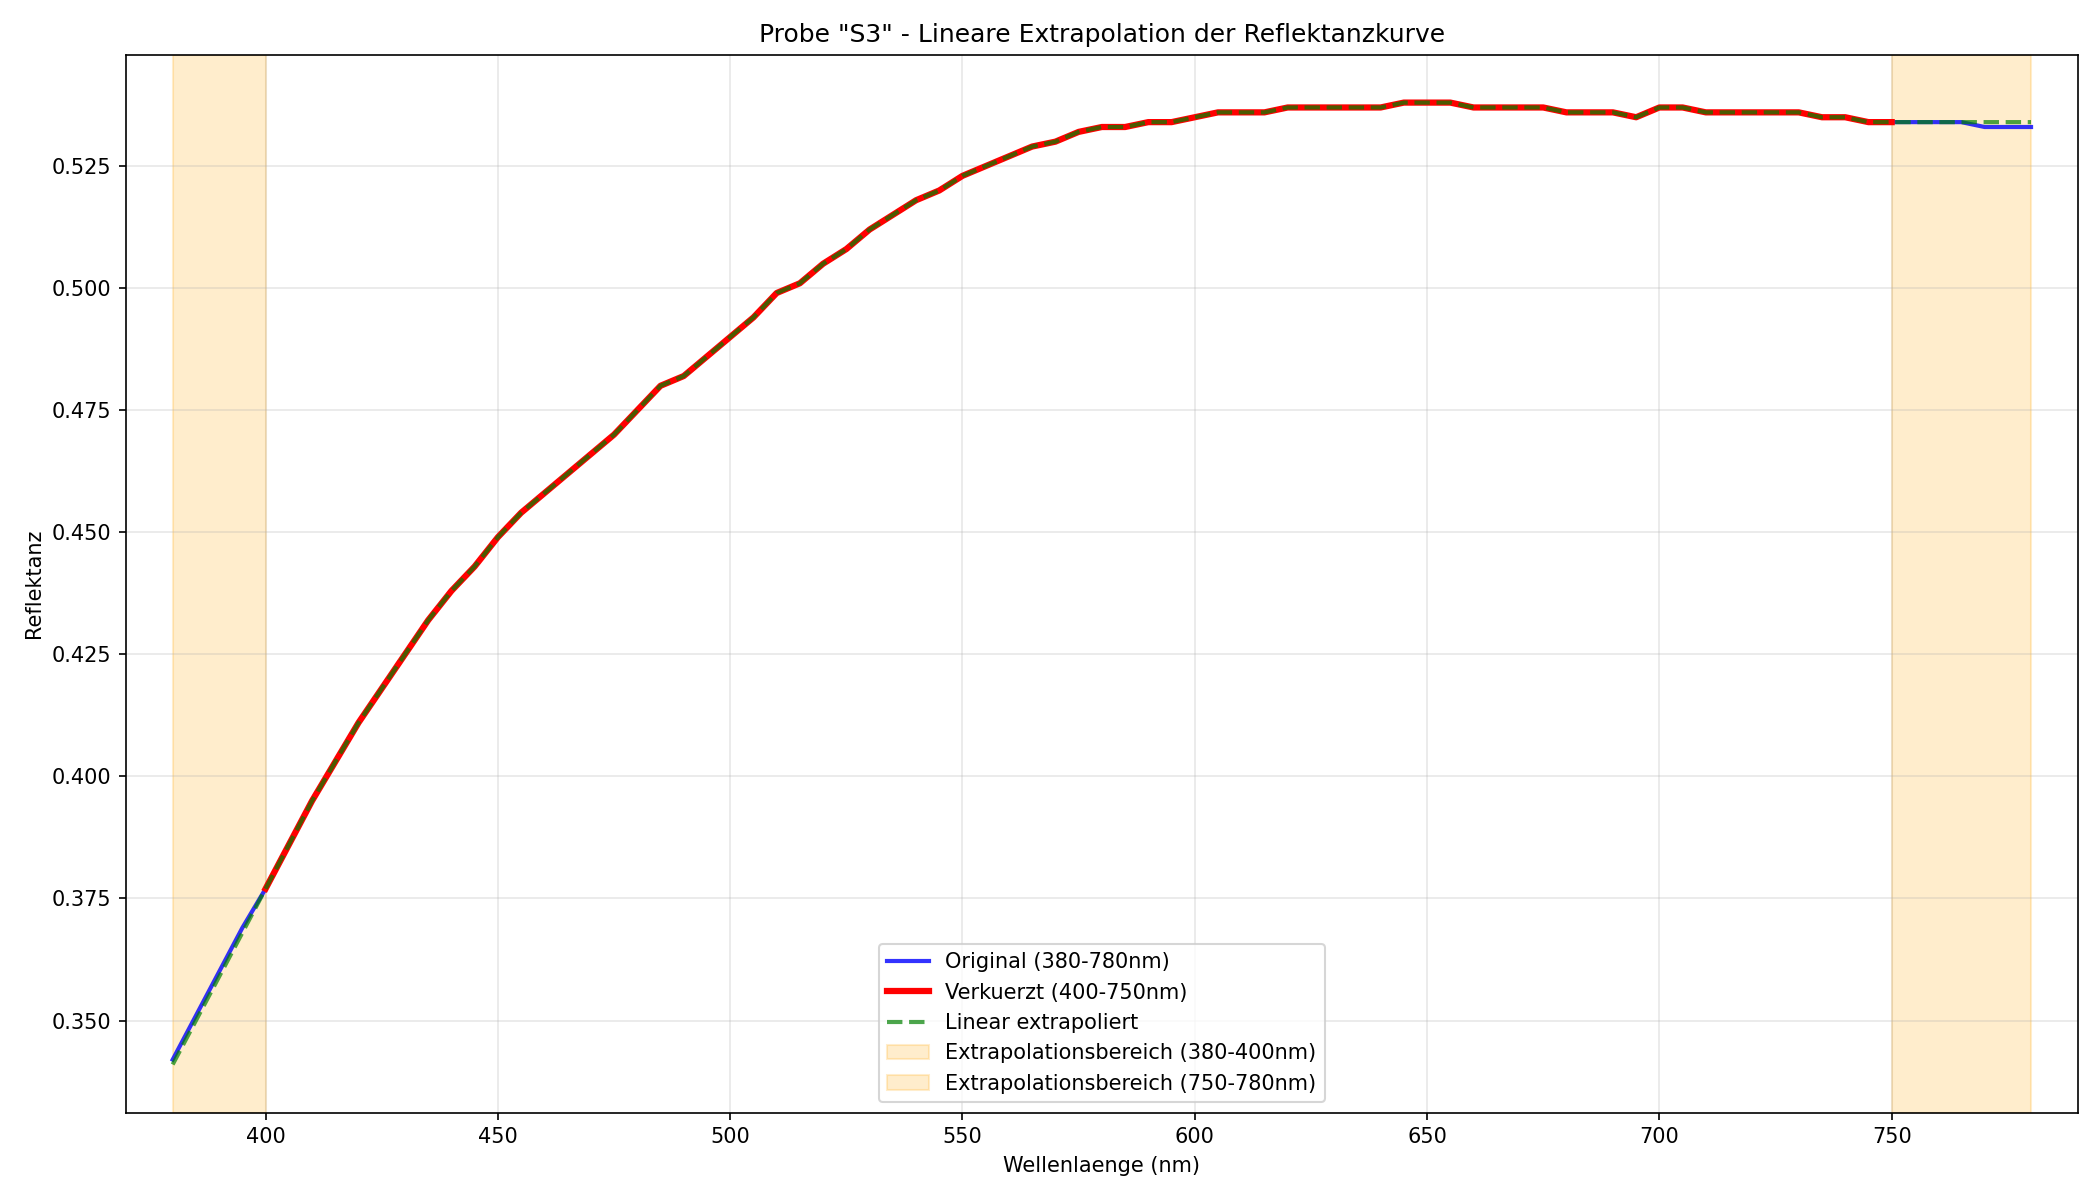 Probe "S3" - Lineare Extrapolation der Reflektanzkurve
Reflektanz
0.525
0.500
0.475
0.450
0.425
0.400
0.375
0.350
Original (380-780nm)
Verkuerzt (400-750nm)
Linear extrapoliert
Extrapolationsbereich (380-400nm)
Extrapolationsbereich (750-780nm)
400 450 500 550 600 650 700 750
Wellenlaenge (nm)